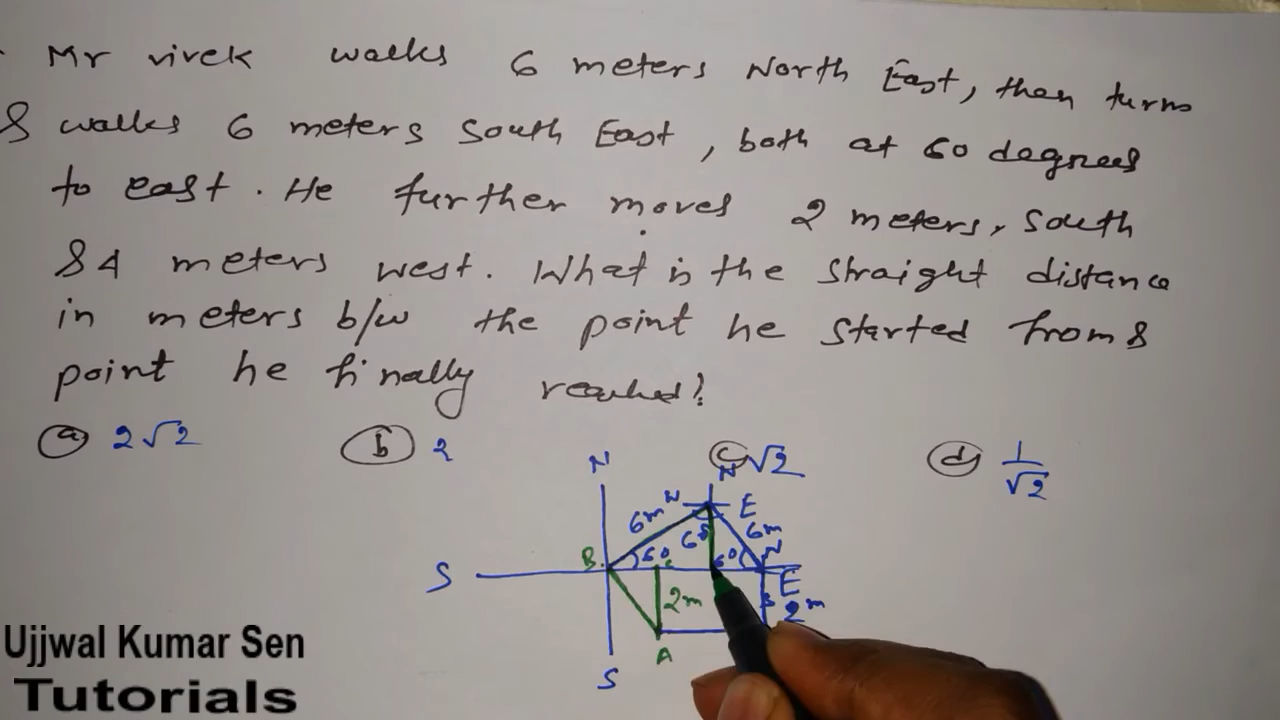 Mr virek walks 6 meters North East, then turns
& walks 6 meters south East, both at 60 degrees
to east. He further moves 2 meters, south
& 4 meters west. What is the straight distance
in meters b/w the point he started from &
point he finally reached?
(a) 2√2 (b) 2 (c) √2 (d) 1/√2
N N
6m N E
60 6m
B 60 c 60 N
S E
2m 2m
A
S
Ujjwal Kumar Sen
Tutorials